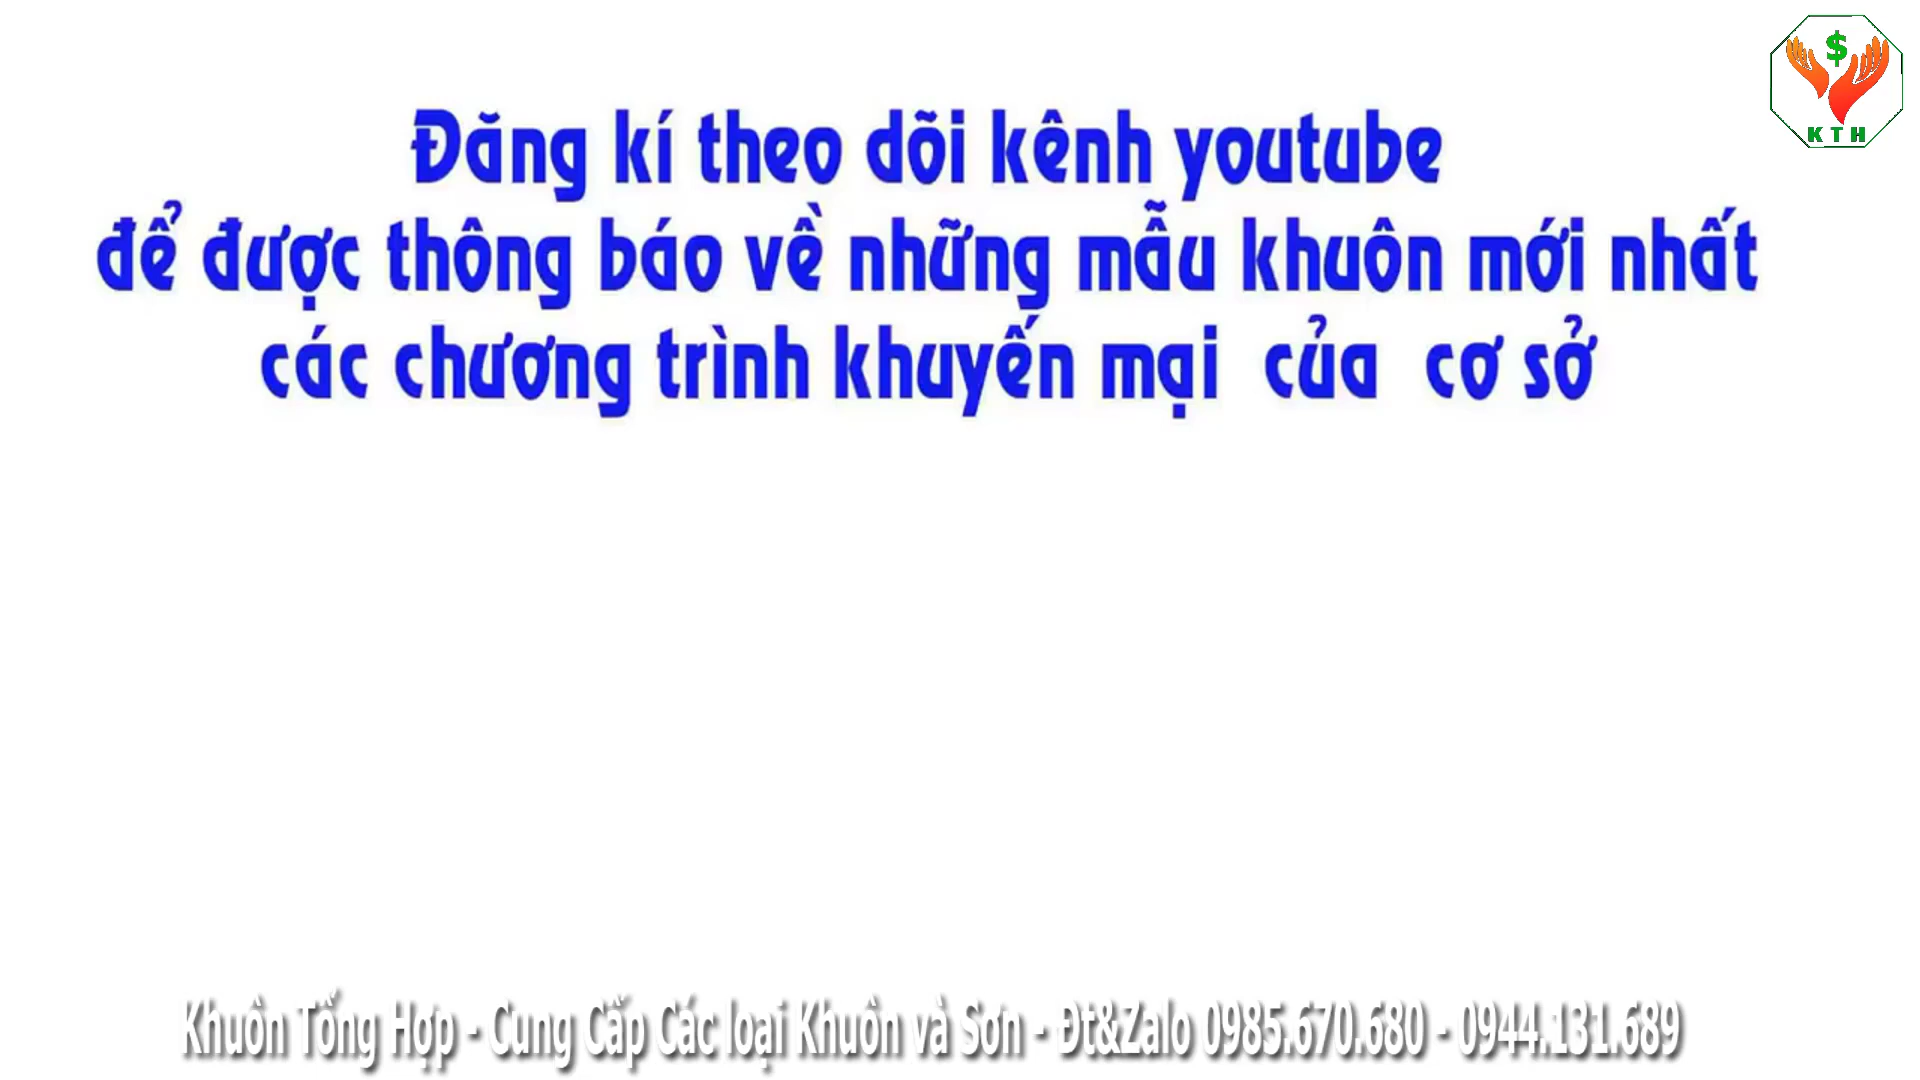 $
KTH
Đăng kí theo dõi kênh youtube
để được thông báo về những mẫu khuôn mới nhất
các chương trình khuyến mại của cơ sở
Khuôn Tổng Hợp - Cung Cấp Các loại Khuôn và Sơn - Đt&Zalo 0985.670.680 - 0944.131.689